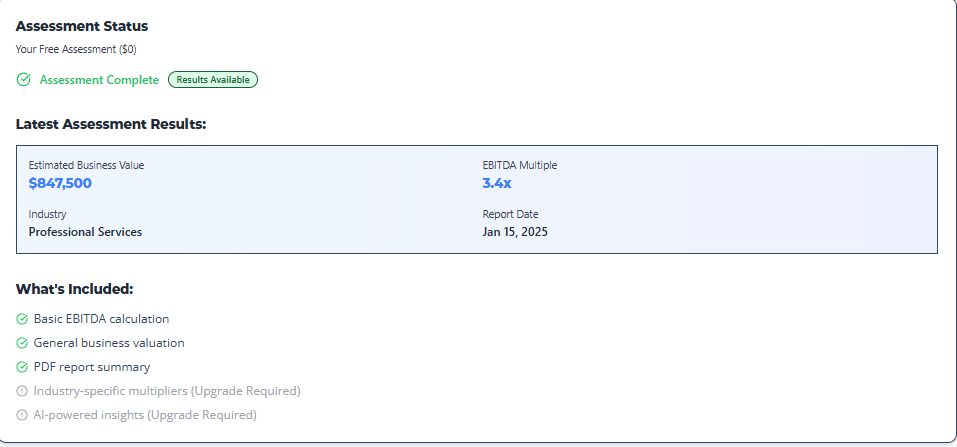 Assessment Status
Your Free Assessment ($0)
Assessment Complete Results Available
Latest Assessment Results:
Estimated Business Value EBITDA Multiple
$847,500 3.4x
Industry Report Date
Professional Services Jan 15, 2025
What's Included:
Basic EBITDA calculation
General business valuation
PDF report summary
Industry-specific multipliers (Upgrade Required)
AI-powered insights (Upgrade Required)